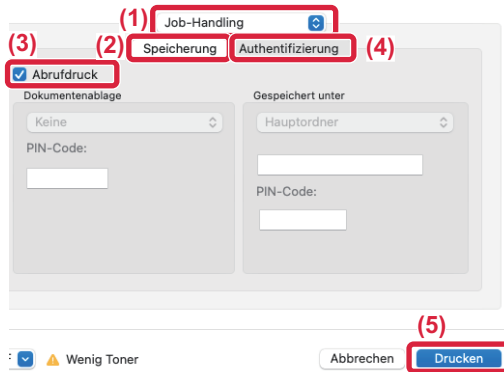 (1) Job-Handling
(2) Speicherung Authentifizierung (4)
(3)
Abrufdruck
Dokumentenablage Gespeichert unter
Keine Hauptordner
PIN-Code:
PIN-Code:
(5)
Wenig Toner Abbrechen Drucken